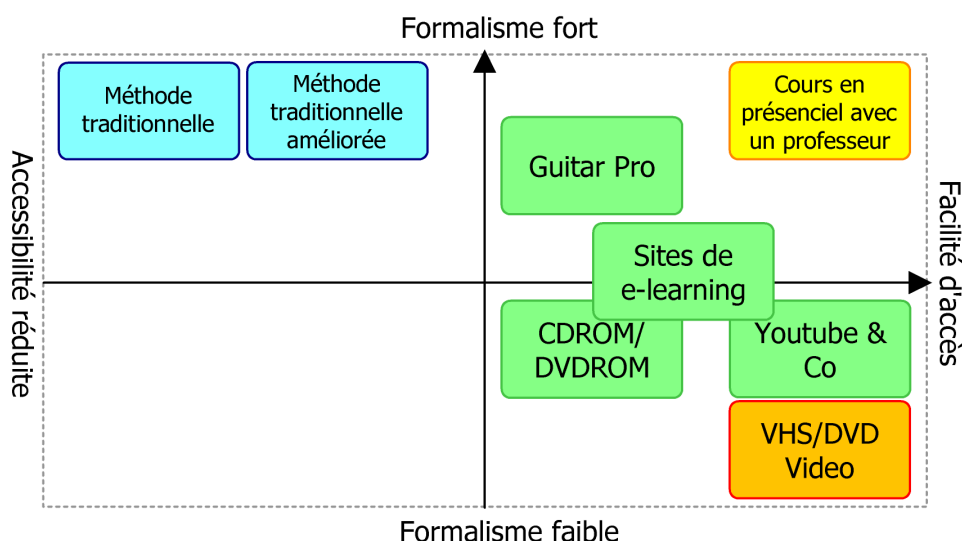 Formalisme fort
Méthode
traditionnelle
Méthode
traditionnelle
améliorée
Cours en
présenciel avec
un professeur
Guitar Pro
Accessibilité réduite
Facilité d'accès
Sites de
e-learning
CDROM/
DVDROM
Youtube &
Co
VHS/DVD
Video
Formalisme faible